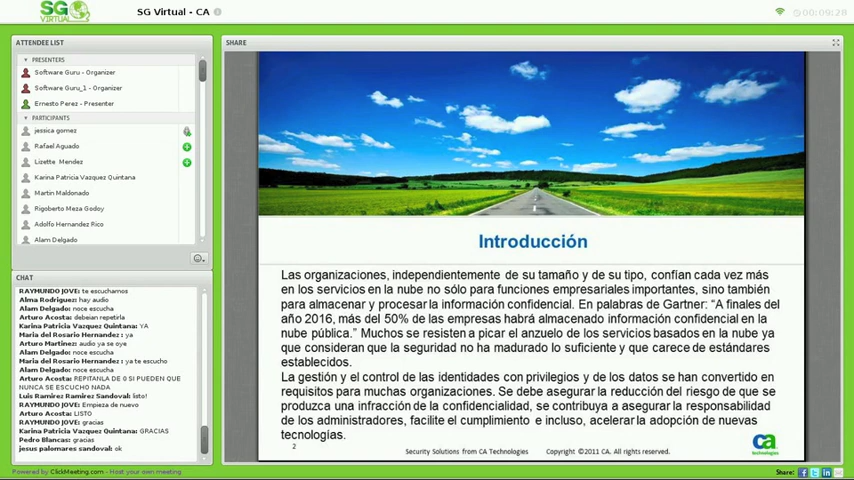 SG
VIRTUAL
SG Virtual - CA
00:09:28
ATTENDEE LIST
PRESENTERS
Software Guru - Organizer
Software Guru_1 - Organizer
Ernesto Perez - Presenter
PARTICIPANTS
jessica gomez
Rafael Aguado
Lizette Mendez
Karina Patricia Vazquez Quintana
Martin Maldonado
Rigoberto Meza Godoy
Adolfo Hernandez Rico
Alam Delgado
CHAT
RAYMUNDO JOVE: te escuchamos
Alma Rodriguez: hay audio
Alam Delgado: noce escucha
Arturo Acosta: debian repetirla
Karina Patricia Vazquez Quintana: YA
Maria del Rosario Hernandez : ya
Arturo Martinez: audio ya se oye
Alam Delgado: noce escucha
Maria del Rosario Hernandez : ya te escucho
Alam Delgado: noce escucha
Arturo Acosta: REPITANLA DE 0 SI PUEDEN QUE
NUNCA SE ESCUCHO NADA
Luis Ramirez Ramirez Sandoval: listo!
RAYMUNDO JOVE: Empieza de nuevo
Arturo Acosta: LISTO
RAYMUNDO JOVE: gracias
Karina Patricia Vazquez Quintana: GRACIAS
Pedro Blancas: gracias
jesus palomares sandoval: ok
SHARE
Introducción
Las organizaciones, independientemente de su tamaño y de su tipo, confían cada vez más
en los servicios en la nube no sólo para funciones empresariales importantes, sino también
para almacenar y procesar la información confidencial. En palabras de Gartner: “A finales del
año 2016, más del 50% de las empresas habrá almacenado información confidencial en la
nube pública.” Muchos se resisten a picar el anzuelo de los servicios basados en la nube ya
que consideran que la seguridad no ha madurado lo suficiente y que carece de estándares
establecidos.
La gestión y el control de las identidades con privilegios y de los datos se han convertido en
requisitos para muchas organizaciones. Se debe asegurar la reducción del riesgo de que se
produzca una infracción de la confidencialidad, se contribuya a asegurar la responsabilidad
de los administradores, facilite el cumplimiento e incluso, acelerar la adopción de nuevas
tecnologías.
2
Security Solutions from CA Technologies Copyright ©2011 CA. All rights reserved.
ca
technologies
Powered by ClickMeeting.com - Host your own meeting
Share: